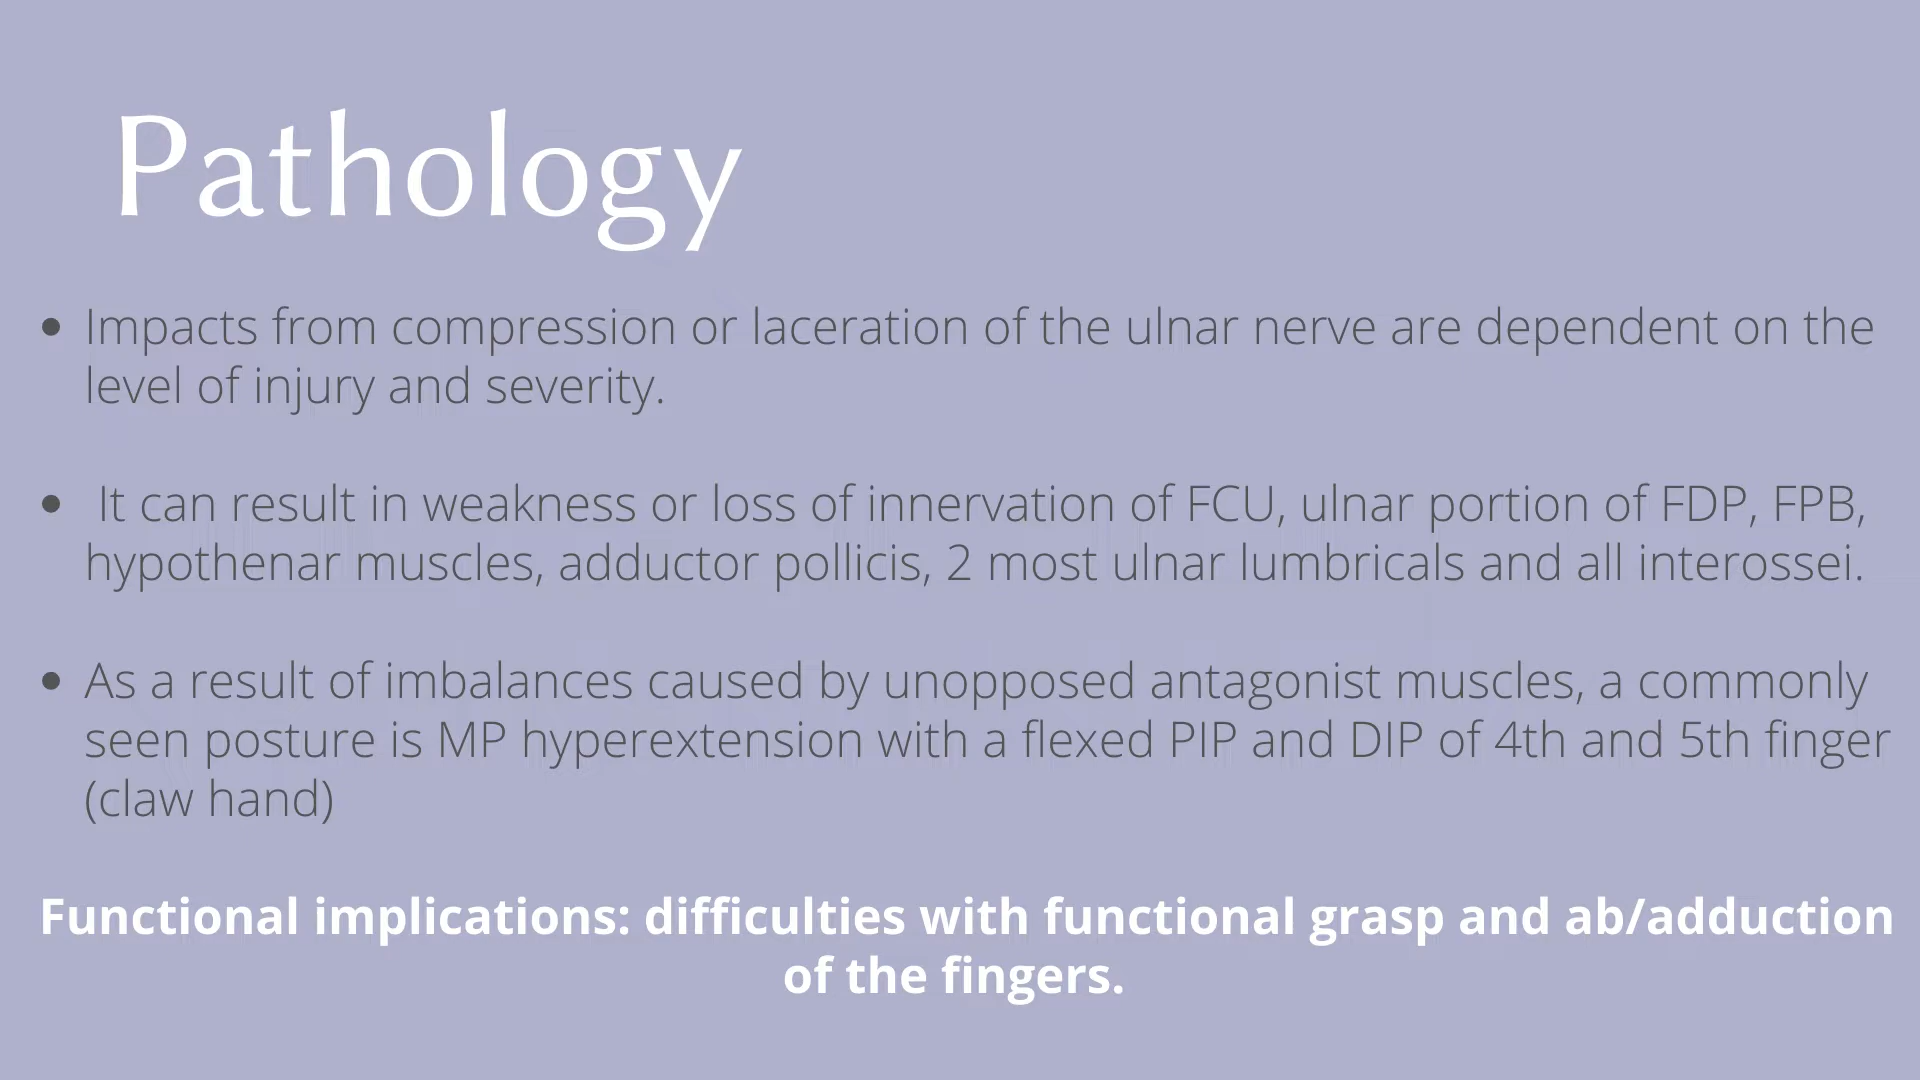 Pathology
• Impacts from compression or laceration of the ulnar nerve are dependent on the
level of injury and severity.
• It can result in weakness or loss of innervation of FCU, ulnar portion of FDP, FPB,
hypothenar muscles, adductor pollicis, 2 most ulnar lumbricals and all interossei.
• As a result of imbalances caused by unopposed antagonist muscles, a commonly
seen posture is MP hyperextension with a flexed PIP and DIP of 4th and 5th finger
(claw hand)
Functional implications: difficulties with functional grasp and ab/adduction
of the fingers.